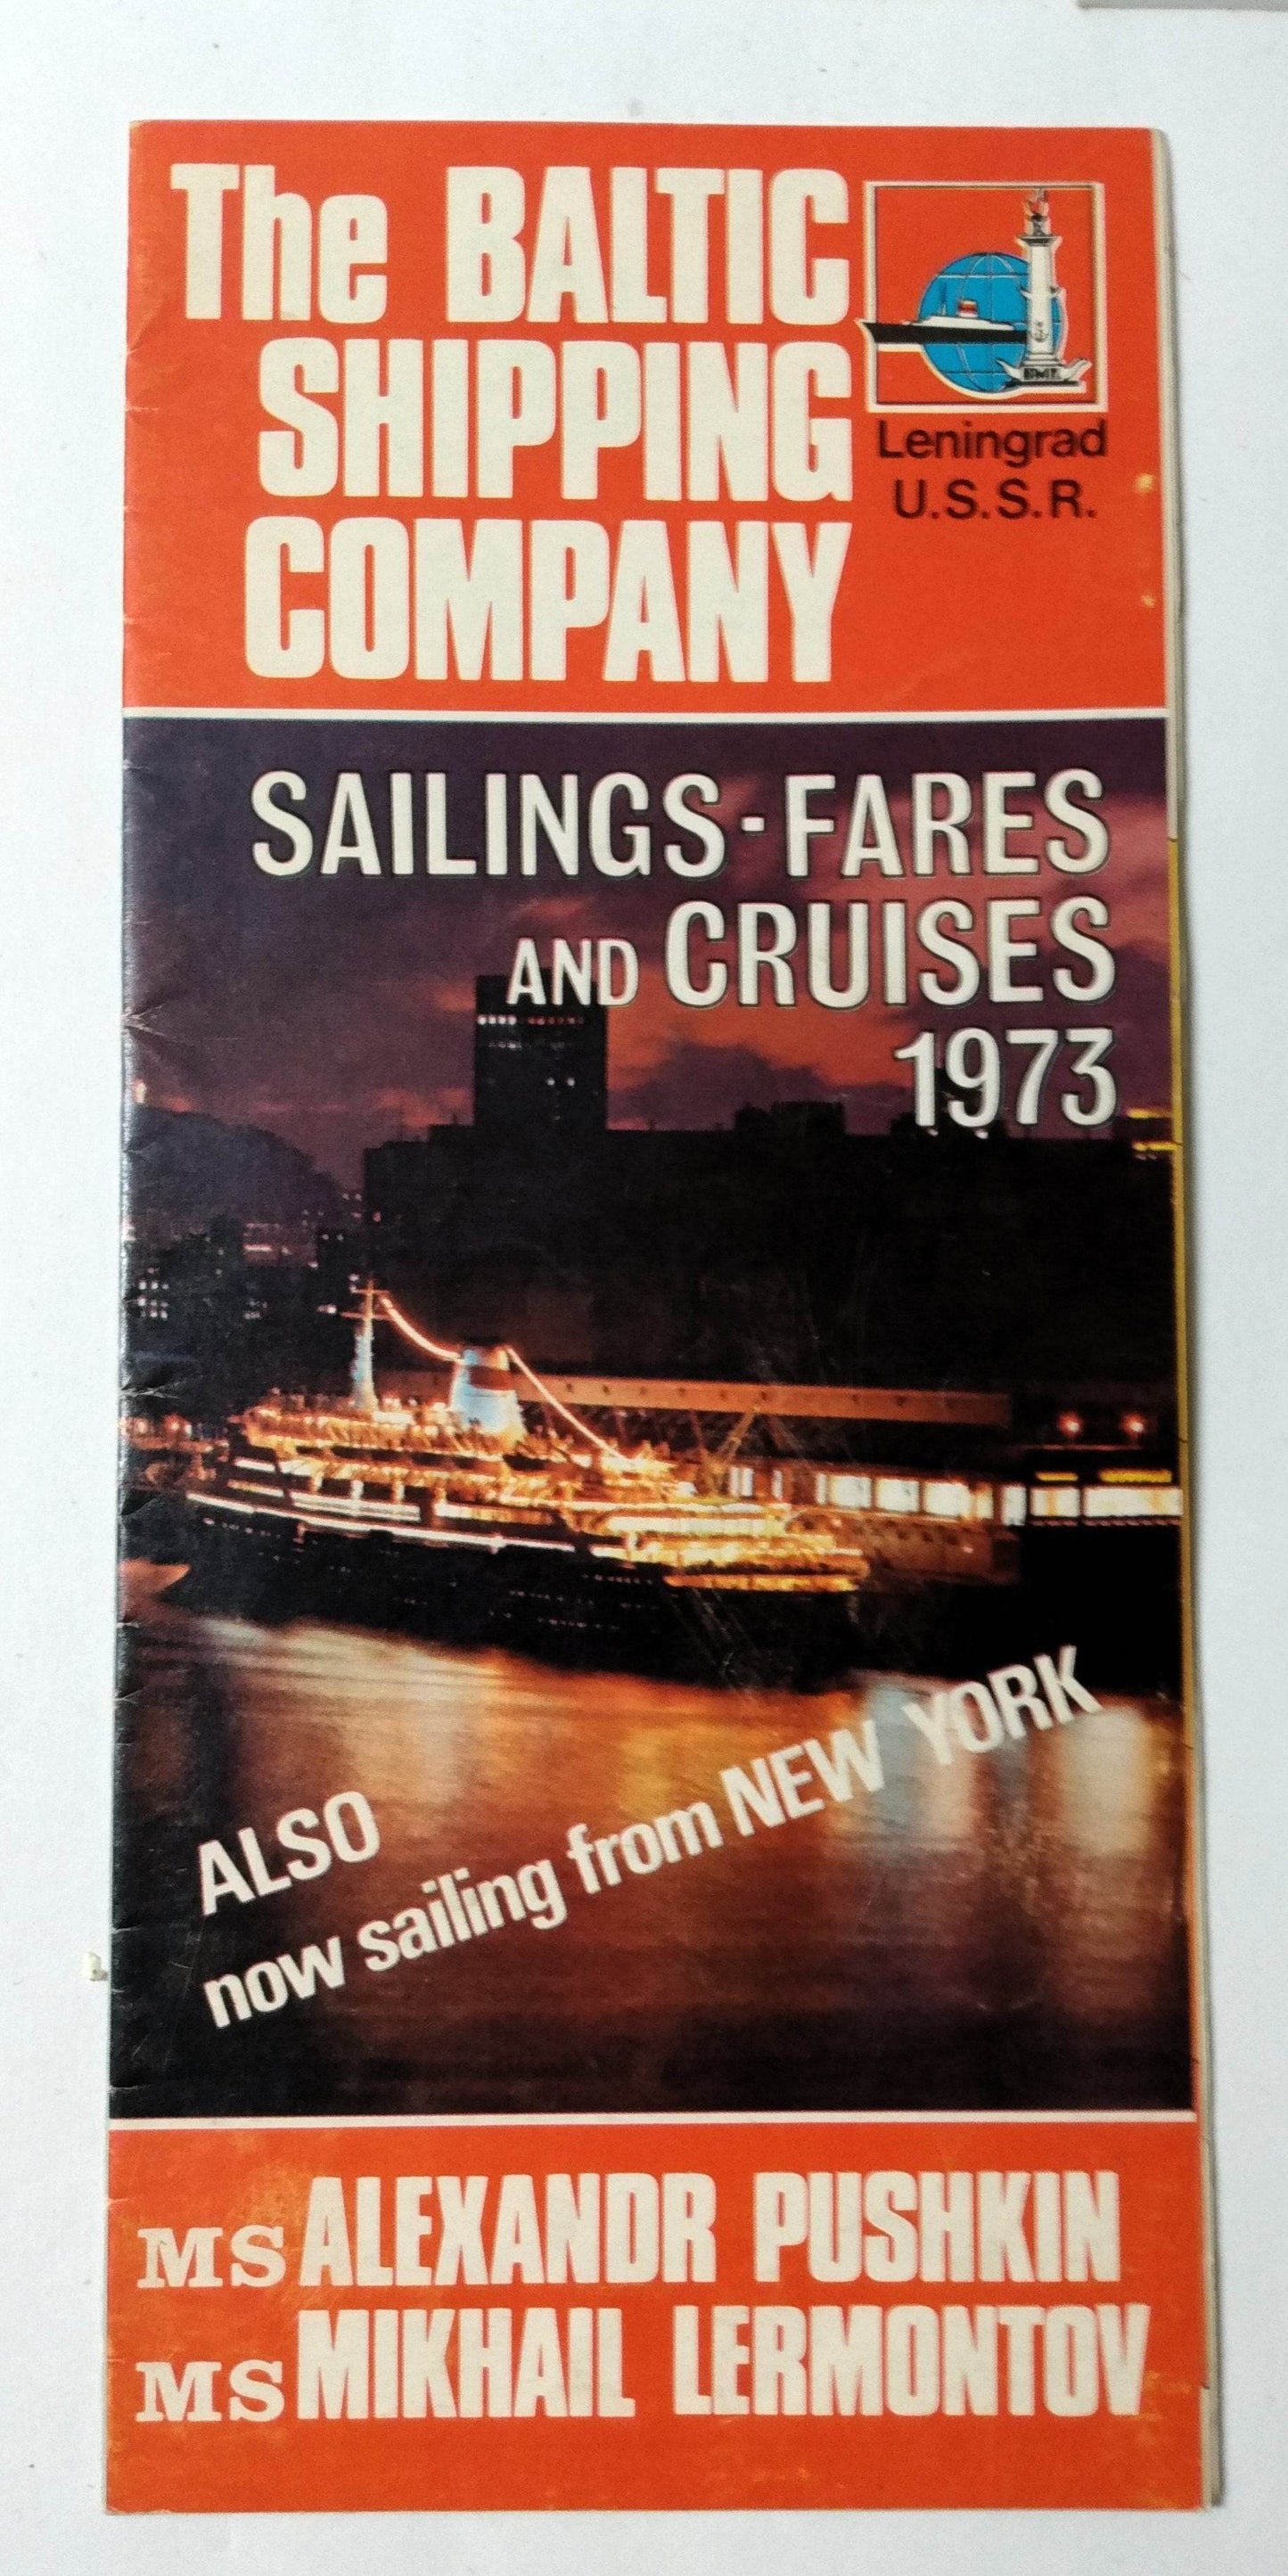 The BALTIC
SHIPPING
COMPANY
Leningrad
U.S.S.R.
SAILINGS-FARES
AND CRUISES
1973
ALSO
now sailing from NEW YORK
MS ALEXANDR PUSHKIN
MS MIKHAIL LERMONTOV